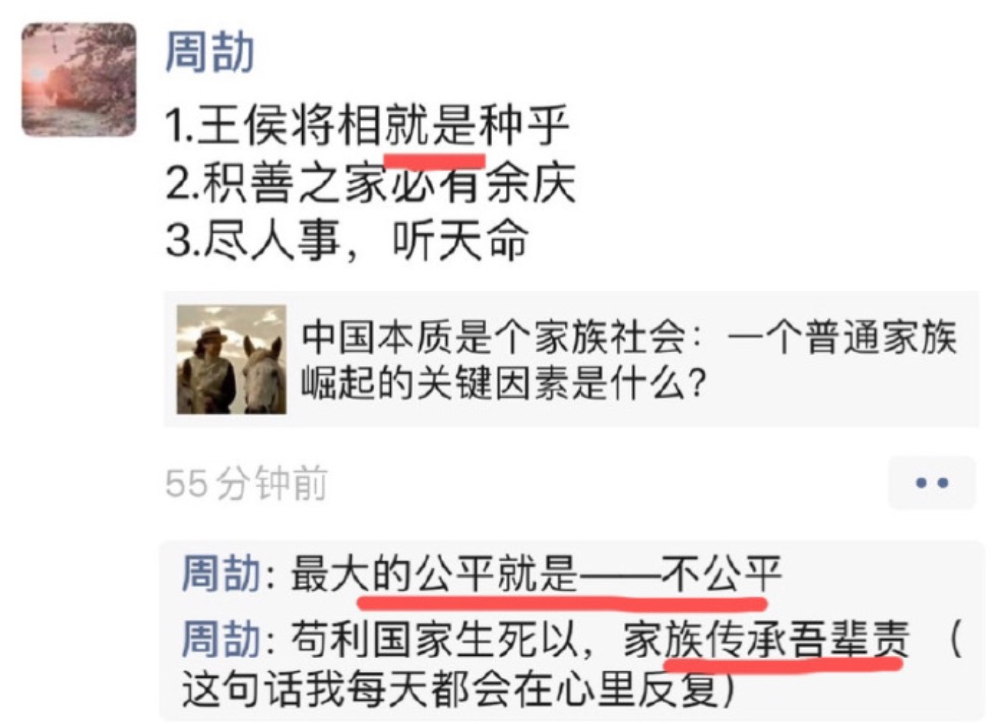 周劼
1.王侯将相就是种乎
2.积善之家必有余庆
3.尽人事，听天命
中国本质是个家族社会：一个普通家族
崛起的关键因素是什么？
55分钟前
周劼: 最大的公平就是——不公平
周劼: 苟利国家生死以，家族传承吾辈责（
这句话我每天都会在心里反复）